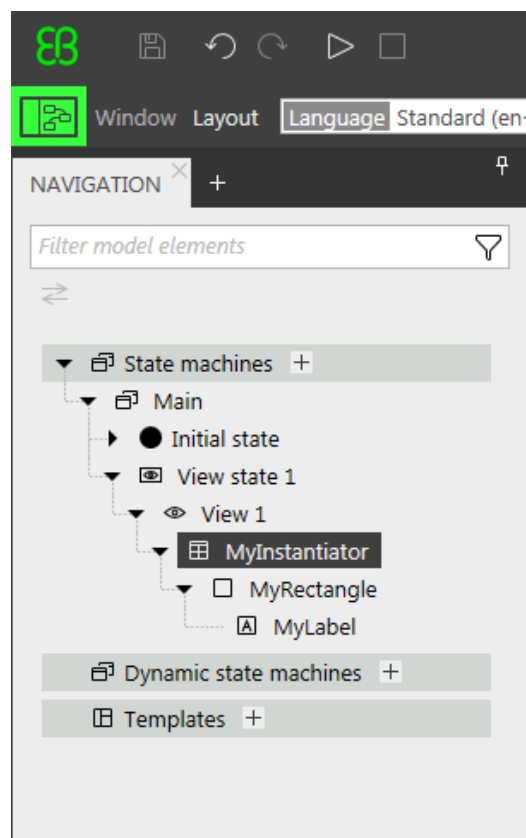 EB
Window Layout Language Standard (en-
NAVIGATION
Filter model elements
State machines
Main
Initial state
View state 1
View 1
MyInstantiator
MyRectangle
A MyLabel
Dynamic state machines
Templates